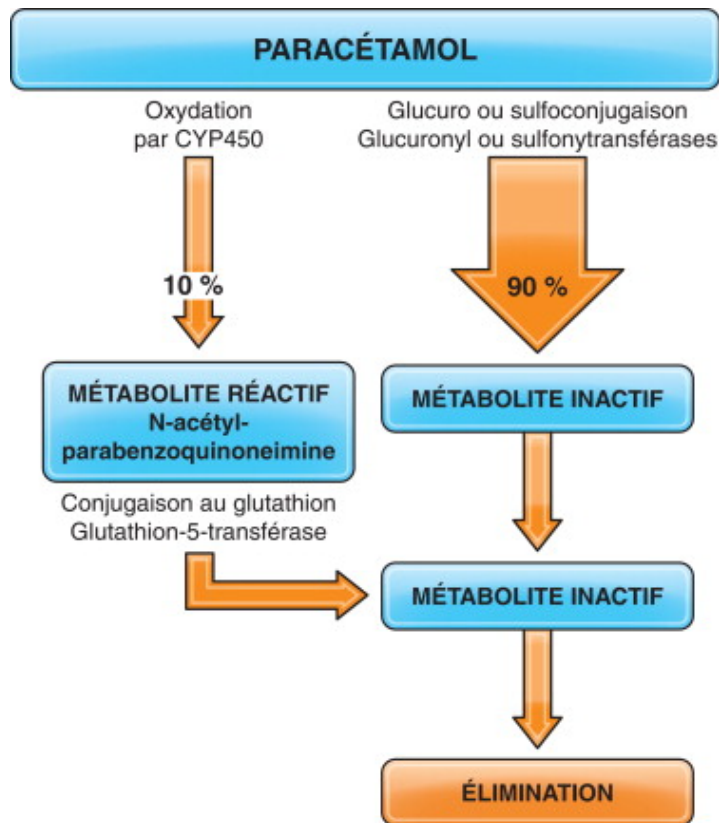 PARACÉTAMOL
Oxydation
par CYP450
Glucuro ou sulfoconjugaison
Glucuronyl ou sulfonytransférases
10 %
90 %
MÉTABOLITE RÉACTIF
N-acétyl-
parabenzoquinoneimine
MÉTABOLITE INACTIF
Conjugaison au glutathion
Glutathion-5-transférase
MÉTABOLITE INACTIF
ÉLIMINATION